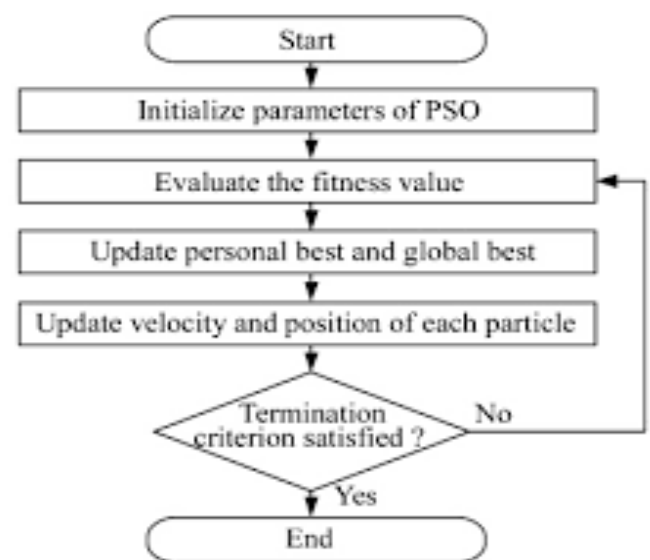 Start
Initialize parameters of PSO
Evaluate the fitness value
Update personal best and global best
Update velocity and position of each particle
Termination
criterion satisfied ?
No
Yes
End